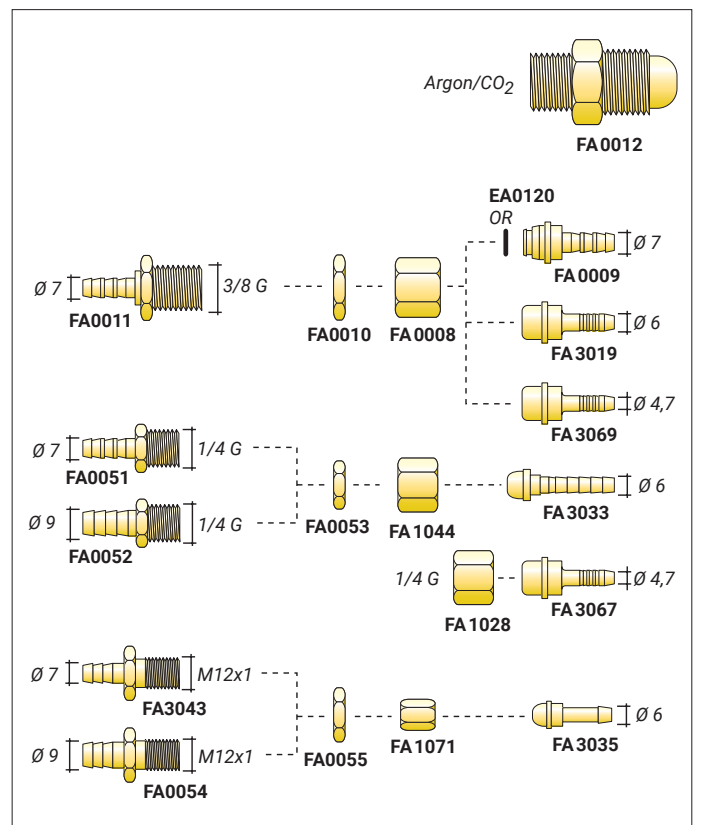 Argon/CO2
FA0012
EA0120
OR
Ø 7
FA0009
Ø 7
3/8 G
FA0011
FA0010
FA0008
Ø 6
FA3019
Ø 4,7
FA3069
Ø 7
1/4 G
FA0051
Ø 9
1/4 G
FA0052
FA0053
FA1044
Ø 6
FA3033
1/4 G
FA1028
Ø 4,7
FA3067
Ø 7
M12x1
FA3043
Ø 9
M12x1
FA0054
FA0055
FA1071
Ø 6
FA3035